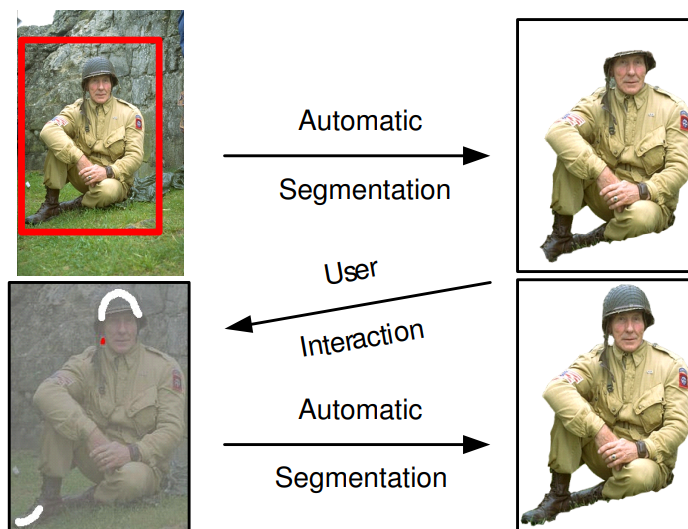 Automatic
Segmentation
User
Interaction
Automatic
Segmentation